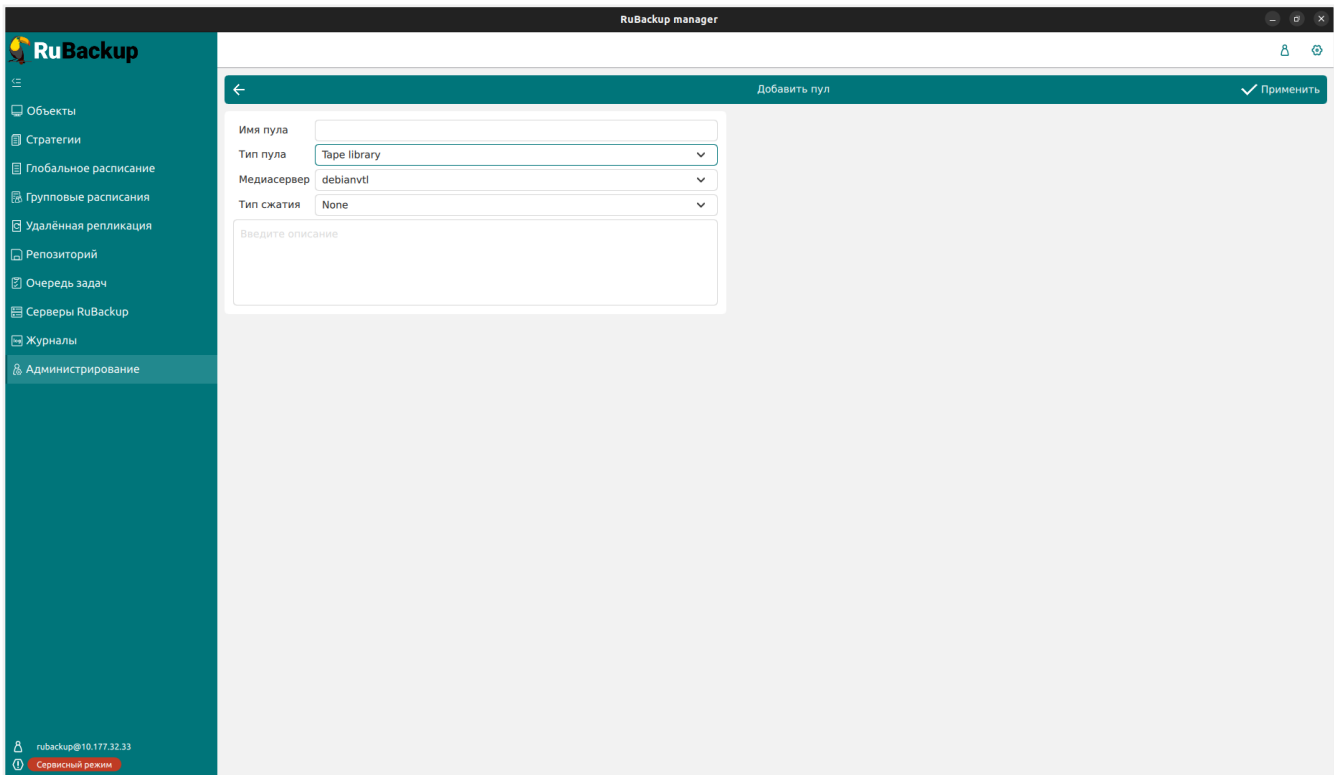 RuBackup manager
RuBackup
Добавить пул
Применить
Объекты
Стратегии
Глобальное расписание
Групповые расписания
Удалённая репликация
Репозиторий
Очередь задач
Серверы RuBackup
Журналы
Администрирование
Имя пула
Тип пула Tape library
Медиасервер debianvtl
Тип сжатия None
Введите описание
rubackup@10.177.32.33
Сервисный режим